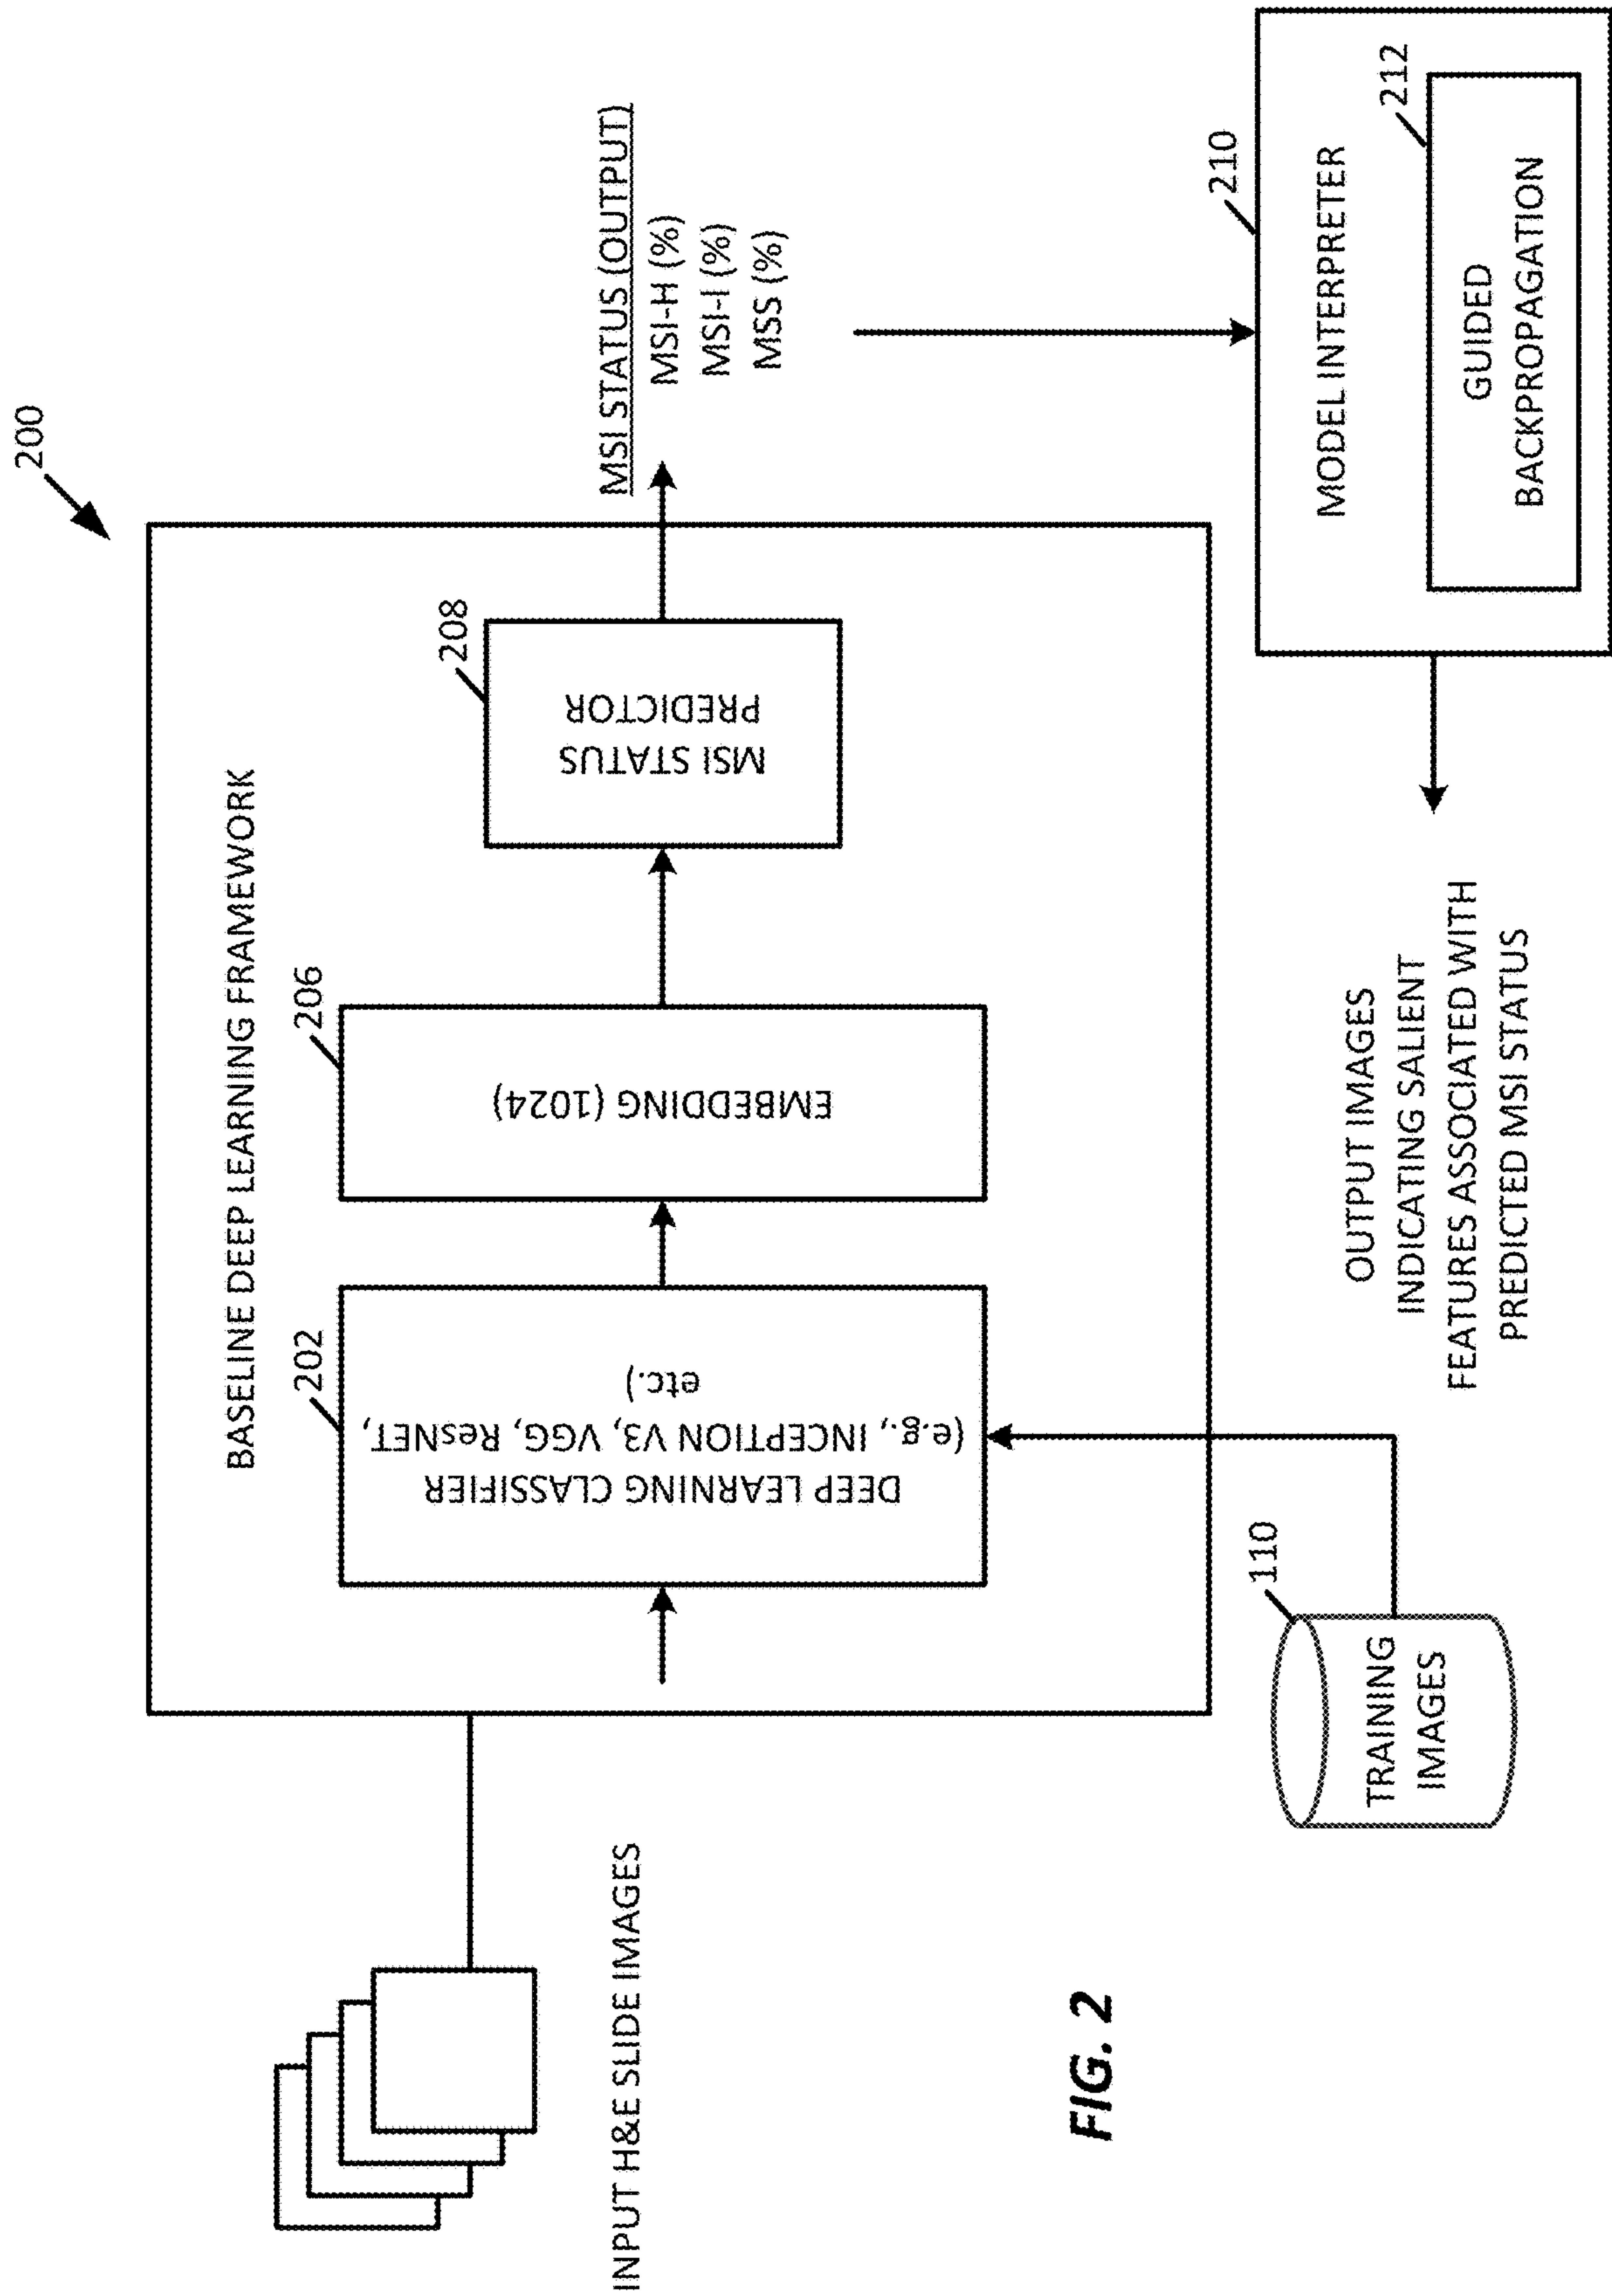 200
BASELINE DEEP LEARNING FRAMEWORK
202
DEEP LEARNING CLASSIFIER
(e.g., INCEPTION V3, VGG, ResNET,
etc.)
206
EMBEDDING (1024)
208
MSI STATUS
PREDICTOR
MSI STATUS (OUTPUT)
MSI-H (%)
MSI-I (%)
MSS (%)
INPUT H&E SLIDE IMAGES
110
TRAINING
IMAGES
OUTPUT IMAGES
INDICATING SALIENT
FEATURES ASSOCIATED WITH
PREDICTED MSI STATUS
210
MODEL INTERPRETER
212
GUIDED
BACKPROPAGATION
FIG. 2